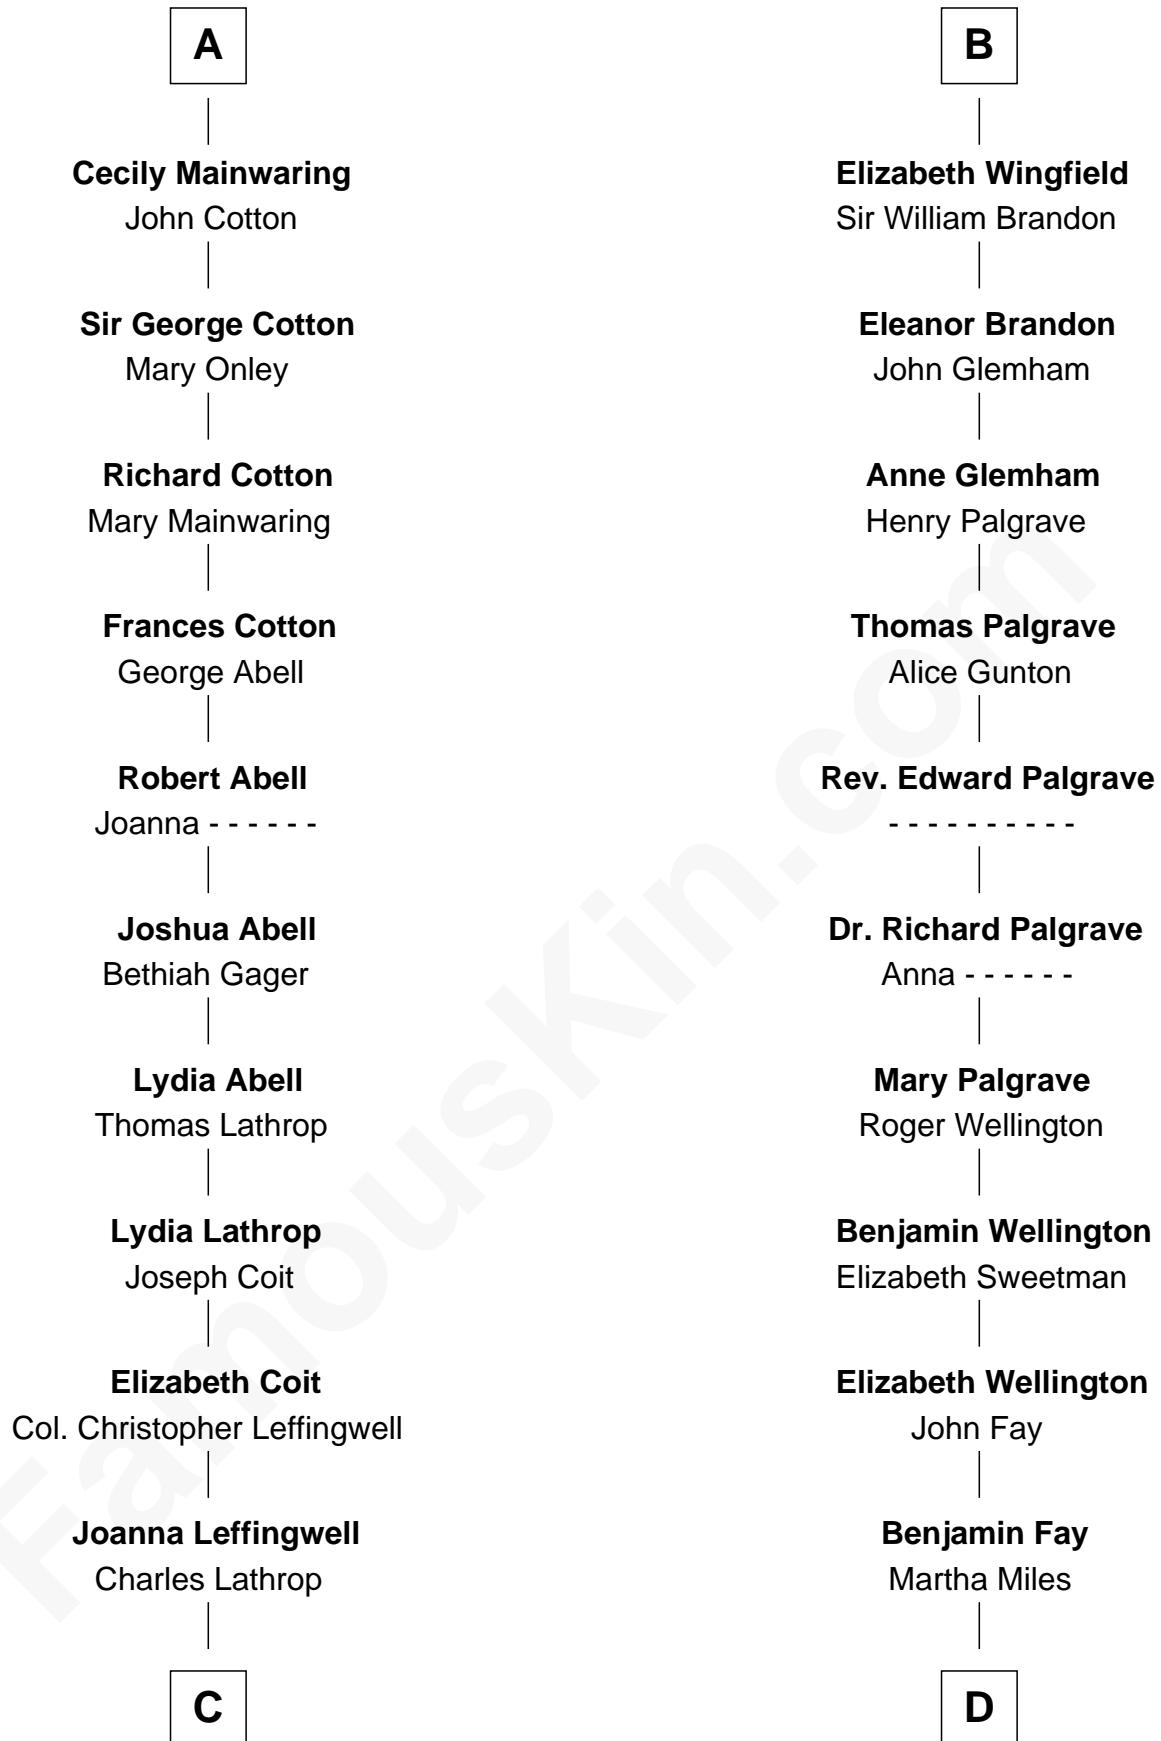 A
Cecily Mainwaring
John Cotton
Sir George Cotton
Mary Onley
Richard Cotton
Mary Mainwaring
Frances Cotton
George Abell
Robert Abell
Joanna - - - - - -
Joshua Abell
Bethiah Gager
Lydia Abell
Thomas Lathrop
Lydia Lathrop
Joseph Coit
Elizabeth Coit
Col. Christopher Leffingwell
Joanna Leffingwell
Charles Lathrop
C
B
Elizabeth Wingfield
Sir William Brandon
Eleanor Brandon
John Glemham
Anne Glemham
Henry Palgrave
Thomas Palgrave
Alice Gunton
Rev. Edward Palgrave
- - - - - - - - - -
Dr. Richard Palgrave
Anna - - - - - -
Mary Palgrave
Roger Wellington
Benjamin Wellington
Elizabeth Sweetman
Elizabeth Wellington
John Fay
Benjamin Fay
Martha Miles
D
FamousKin.com